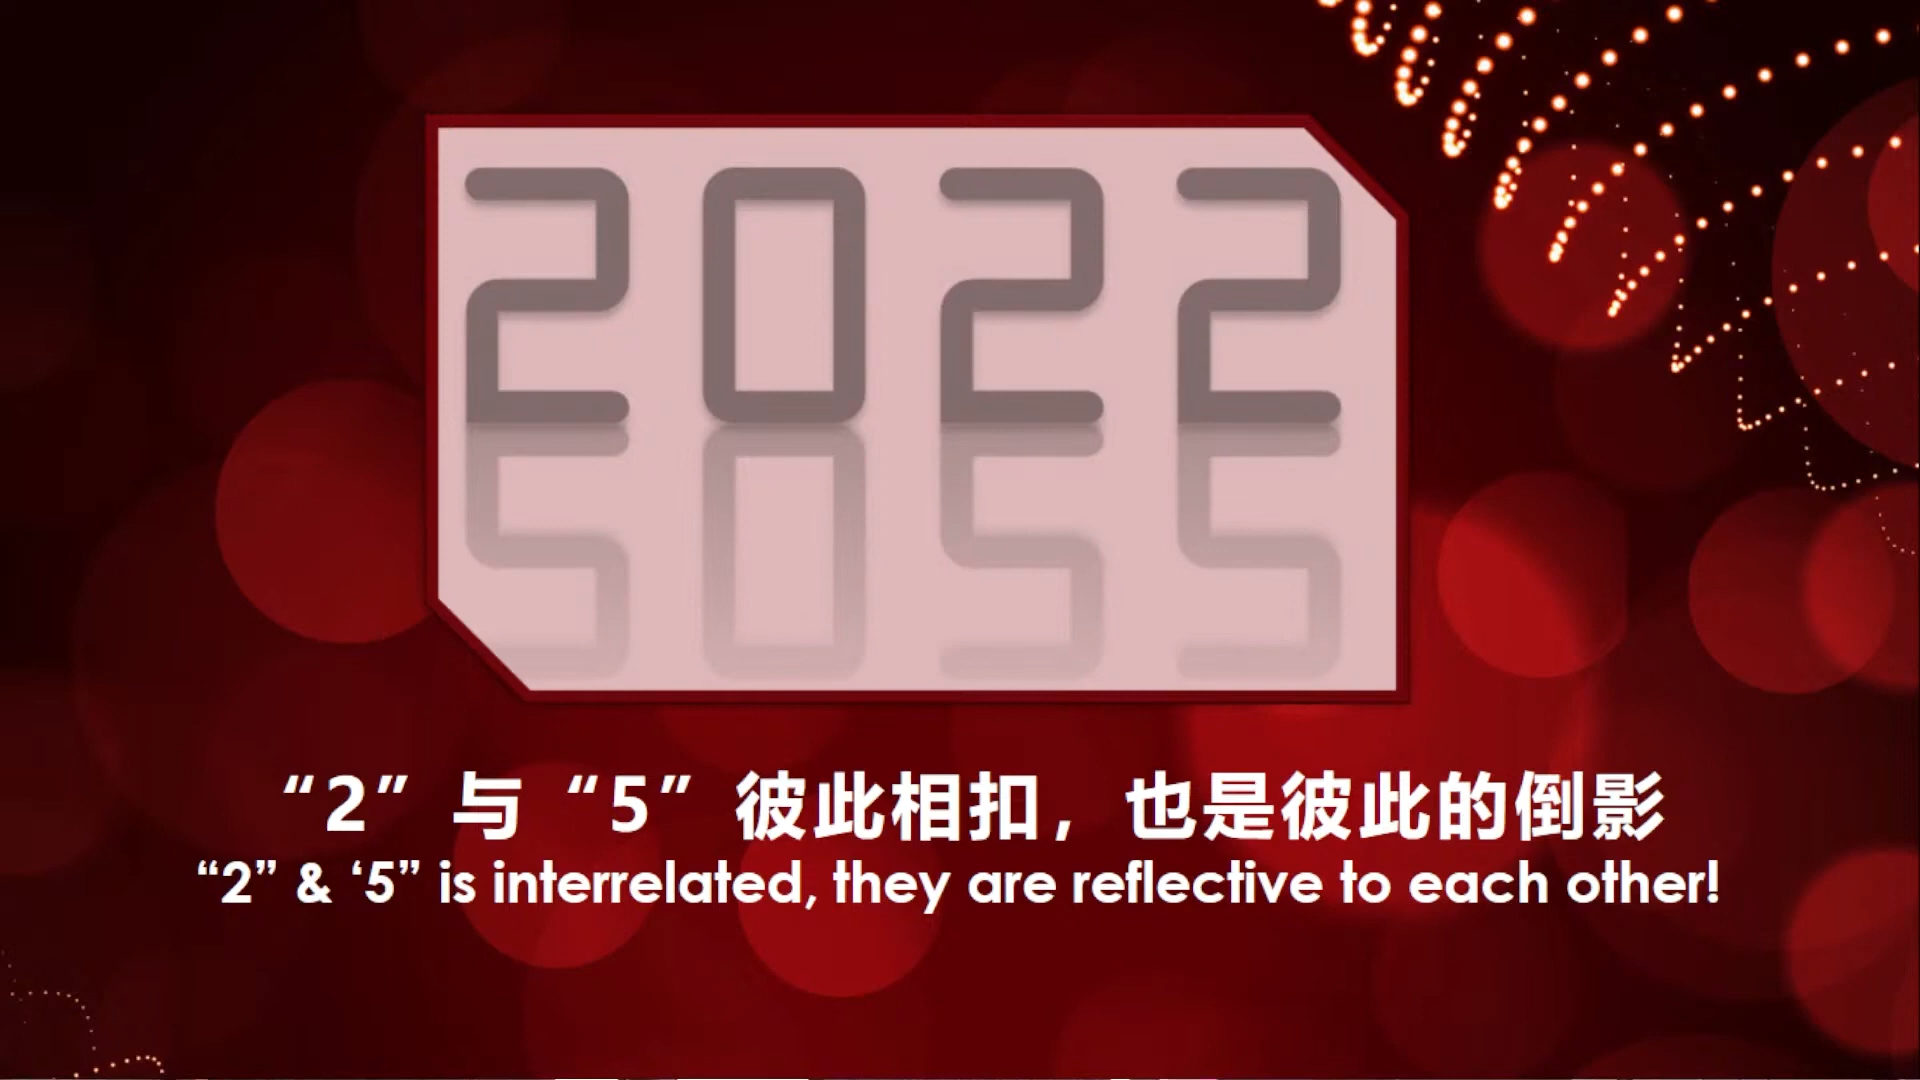 2022
5055
“2” 与 “5” 彼此相扣，也是彼此的倒影
“2” & ‘5” is interrelated, they are reflective to each other!